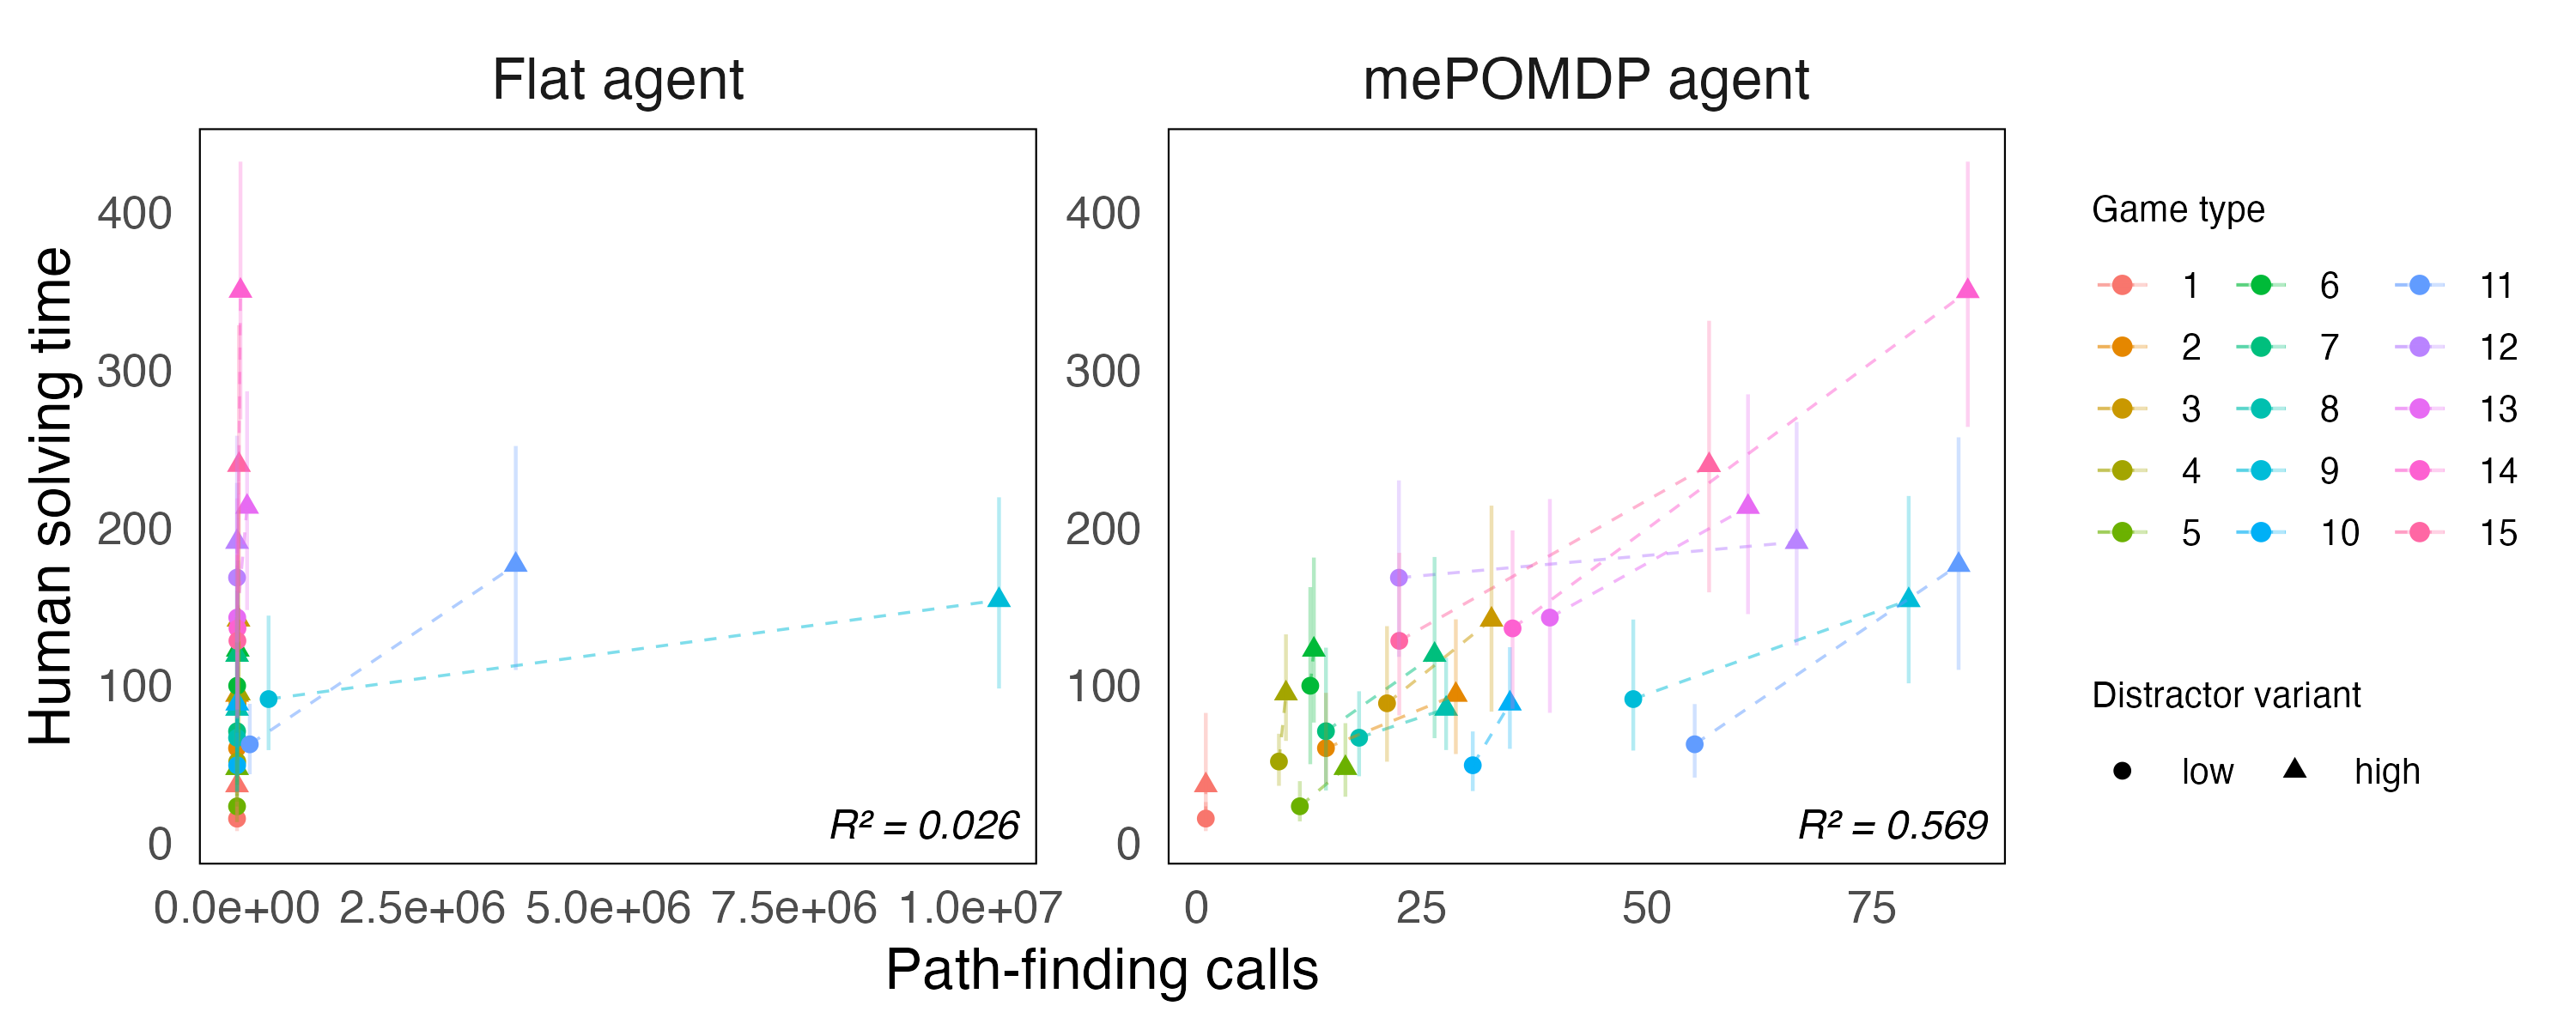 Flat agent
mePOMDP agent
Human solving time
400
300
200
100
0
R² = 0.026
0.0e+00 2.5e+06 5.0e+06 7.5e+06 1.0e+07
400
300
200
100
0
R² = 0.569
0 25 50 75
Path-finding calls
Game type
1 6 11
2 7 12
3 8 13
4 9 14
5 10 15
Distractor variant
low high